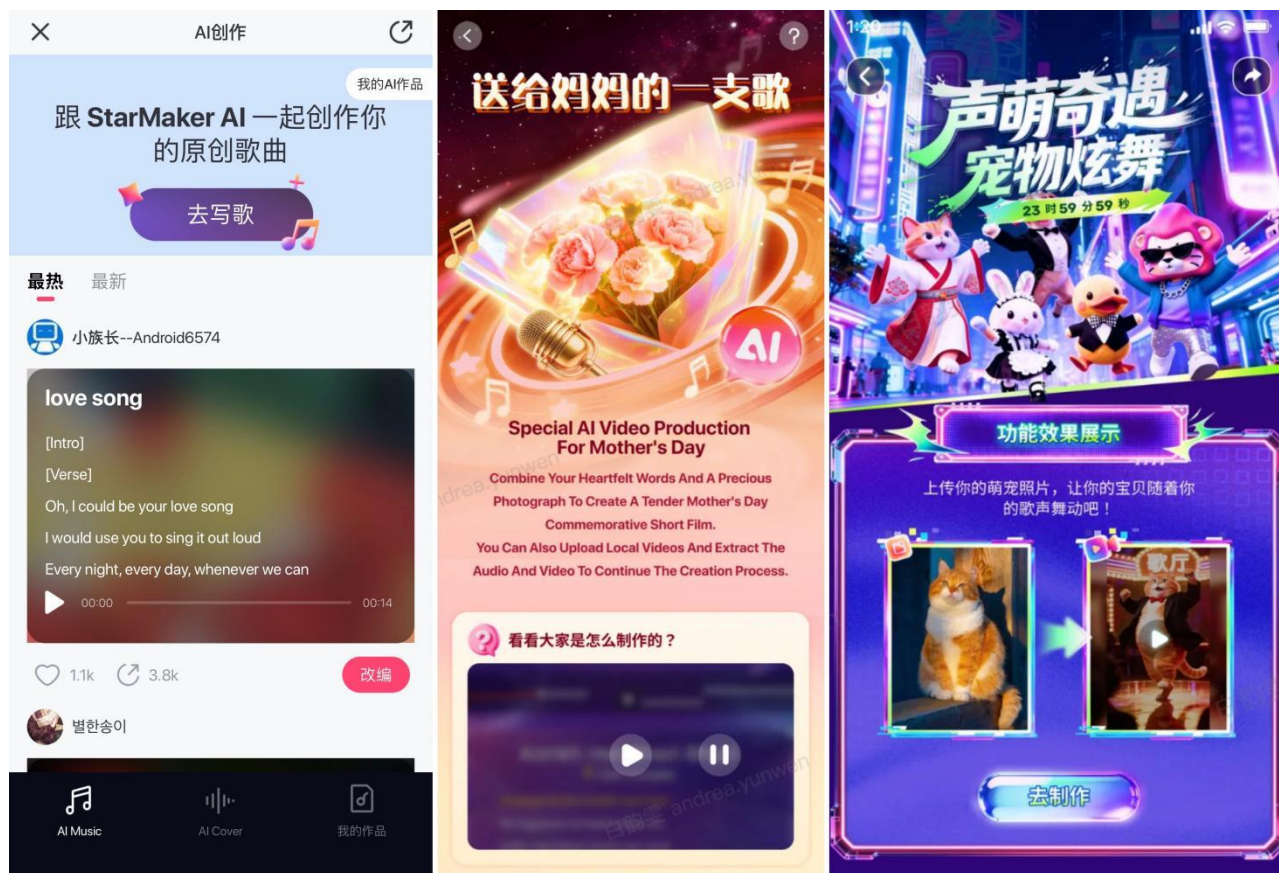 AI创作
我的AI作品
跟 StarMaker AI 一起创作你
的原创歌曲
去写歌
最热
最新
小族长--Android6574
love song
[Intro]
[Verse]
Oh, I could be your love song
I would use you to sing it out loud
Every night, every day, whenever we can
00:00
00:14
1.1k
3.8k
改编
별한송이
AI Music
AI Cover
我的作品
?
送给妈妈的一支歌
AI
Special AI Video Production
For Mother's Day
Combine Your Heartfelt Words And A Precious
Photograph To Create A Tender Mother's Day
Commemorative Short Film.
You Can Also Upload Local Videos And Extract The
Audio And Video To Continue The Creation Process.
看看大家是怎么制作的？
andrea.yunwen
1:20
声萌奇遇
宠物炫舞
23 时 59 分 59 秒
功能效果展示
上传你的萌宠照片，让你的宝贝随着你
的歌声舞动吧！
歌厅
去制作